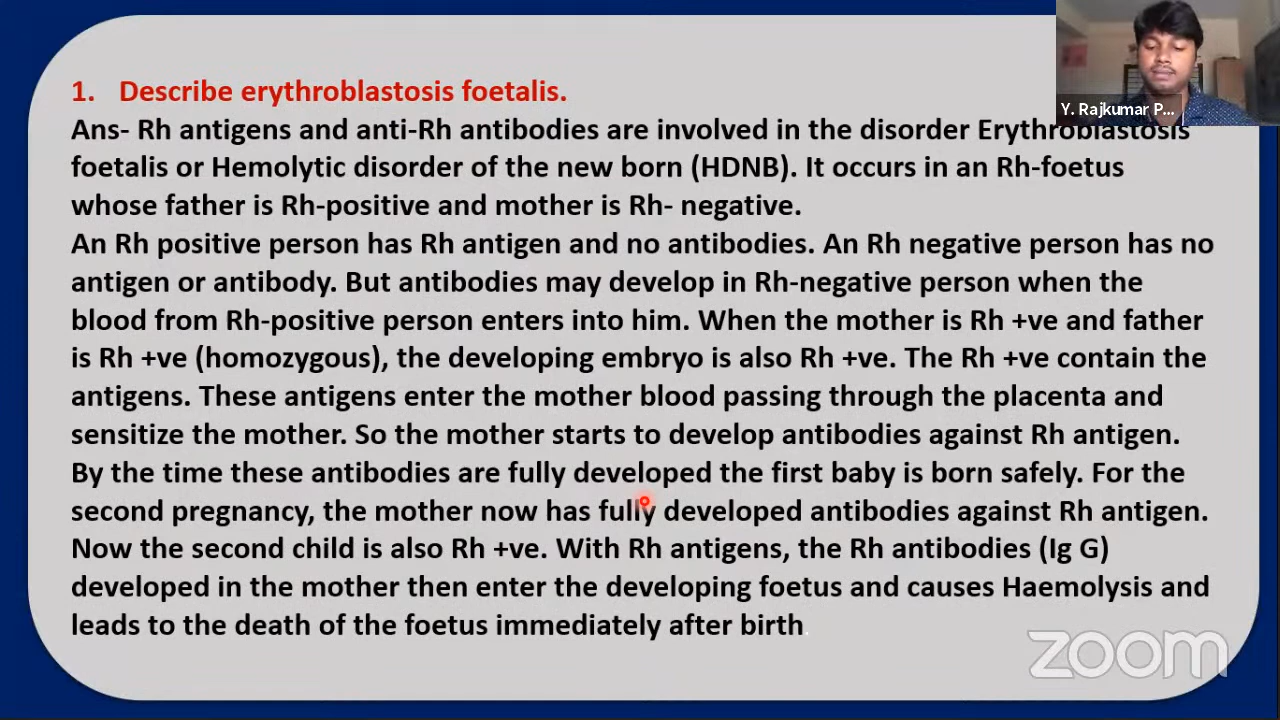 1. Describe erythroblastosis foetalis.
Y. Rajkumar P...
Ans- Rh antigens and anti-Rh antibodies are involved in the disorder Erythroblastosis
foetalis or Hemolytic disorder of the new born (HDNB). It occurs in an Rh-foetus
whose father is Rh-positive and mother is Rh- negative.
An Rh positive person has Rh antigen and no antibodies. An Rh negative person has no
antigen or antibody. But antibodies may develop in Rh-negative person when the
blood from Rh-positive person enters into him. When the mother is Rh +ve and father
is Rh +ve (homozygous), the developing embryo is also Rh +ve. The Rh +ve contain the
antigens. These antigens enter the mother blood passing through the placenta and
sensitize the mother. So the mother starts to develop antibodies against Rh antigen.
By the time these antibodies are fully developed the first baby is born safely. For the
second pregnancy, the mother now has fully developed antibodies against Rh antigen.
Now the second child is also Rh +ve. With Rh antigens, the Rh antibodies (Ig G)
developed in the mother then enter the developing foetus and causes Haemolysis and
leads to the death of the foetus immediately after birth.
zoom